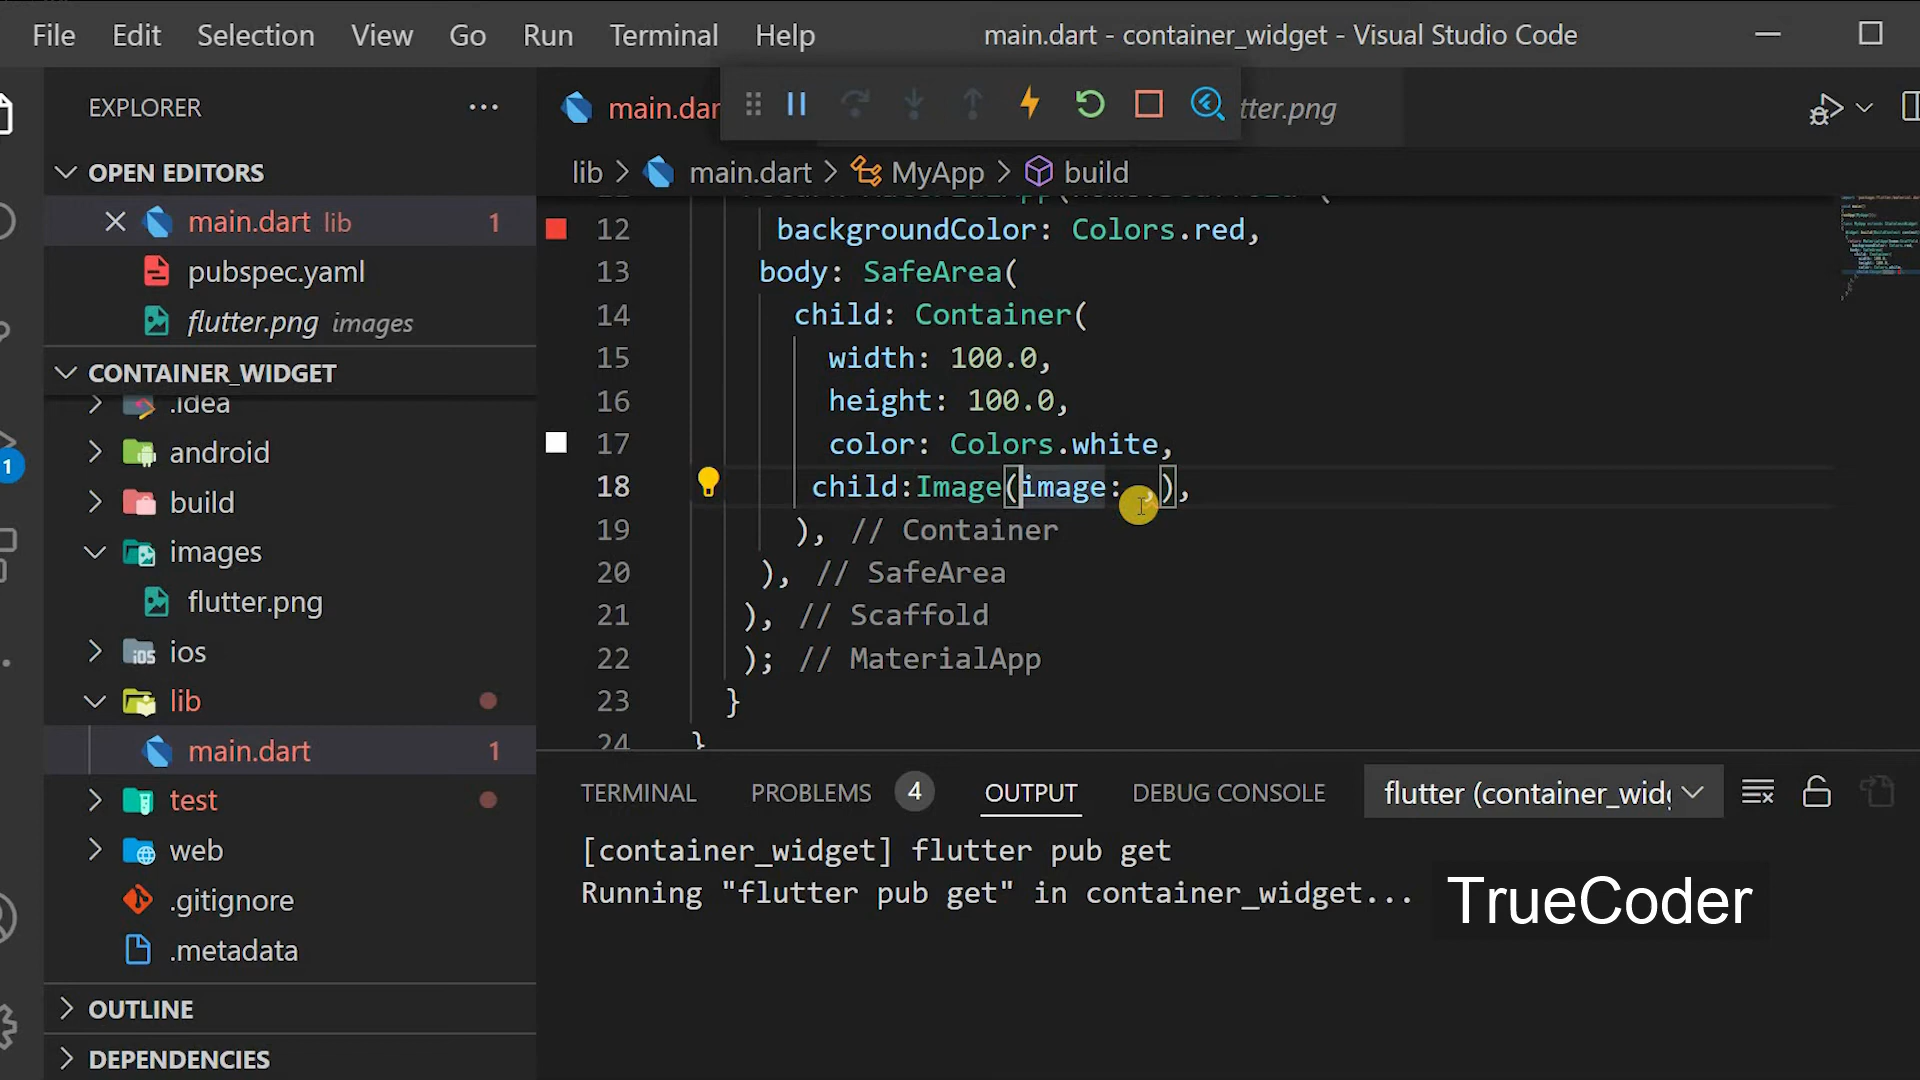 File Edit Selection View Go Run Terminal Help main.dart - container_widget - Visual Studio Code
EXPLORER
main.dar
tter.png
OPEN EDITORS
lib > main.dart > MyApp > build
main.dart lib 1
pubspec.yaml
flutter.png images
CONTAINER_WIDGET
.idea
android
build
images
flutter.png
ios
lib
main.dart 1
test
web
.gitignore
.metadata
OUTLINE
DEPENDENCIES
1
12 backgroundColor: Colors.red,
13 body: SafeArea(
14 child: Container(
15 width: 100.0,
16 height: 100.0,
17 color: Colors.white,
18 child:Image(image: ,),
19 ), // Container
20 ), // SafeArea
21 ), // Scaffold
22 ); // MaterialApp
23 }
24 }
TERMINAL PROBLEMS 4 OUTPUT DEBUG CONSOLE flutter (container_widg
[container_widget] flutter pub get
Running "flutter pub get" in container_widget...
TrueCoder